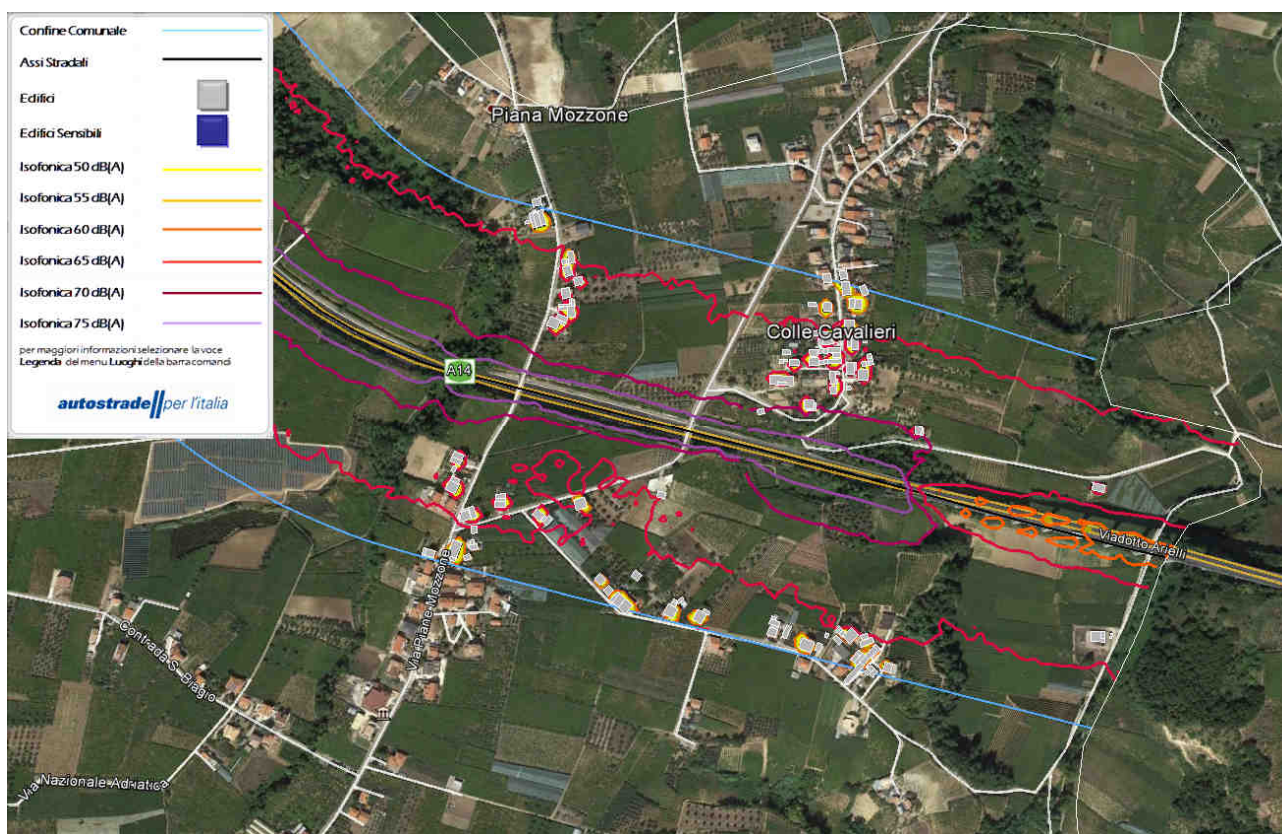 Confine Comunale
Assi Stradali
Edifici
Edifici Sensibili
Isofonica 50 dB(A)
Isofonica 55 dB(A)
Isofonica 60 dB(A)
Isofonica 65 dB(A)
Isofonica 70 dB(A)
Isofonica 75 dB(A)
per maggiori informazioni selezionare la voce
Legenda del menu Luoghi della barra comandi
autostrade per l'italia
Piana Mozzone
Colle Cavalieri
A14
Viadotto Arielli
Via Piane Mozzone
Contrada S. Biagio
Via Nazionale Adriatica